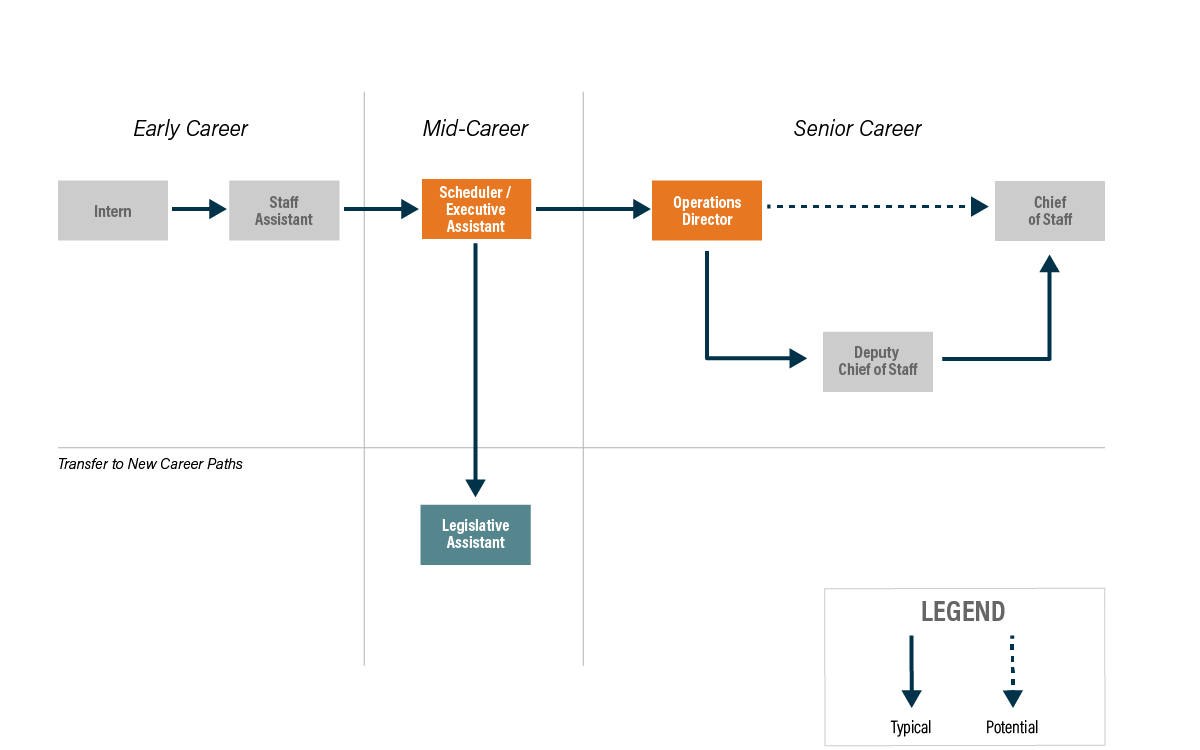 Early Career
Mid-Career
Senior Career
Intern
Staff
Assistant
Scheduler /
Executive
Assistant
Operations
Director
Chief
of Staff
Deputy
Chief of Staff
Transfer to New Career Paths
Legislative
Assistant
LEGEND
Typical
Potential